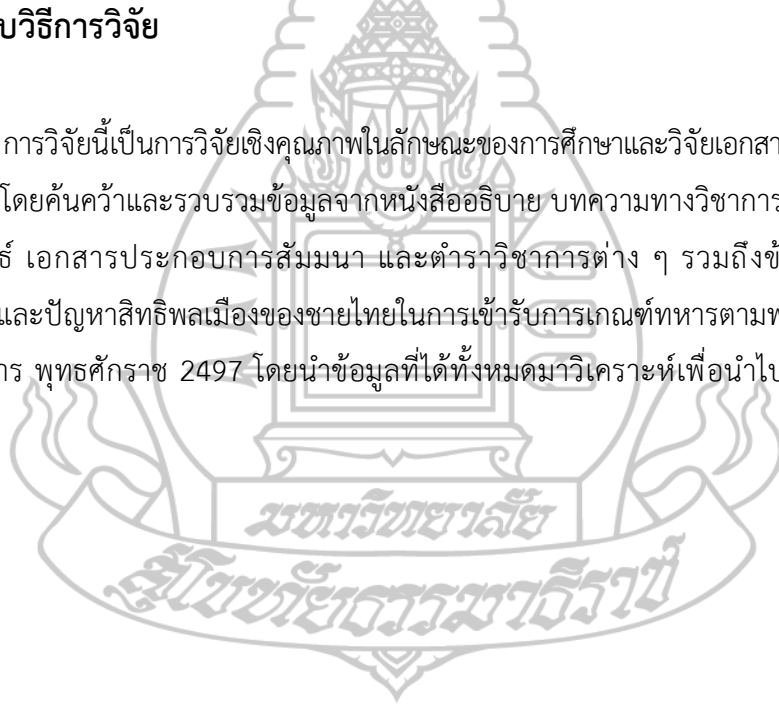 บวิธีการวิจัย
การวิจัยนี้เป็นการวิจัยเชิงคุณภาพในลักษณะของการศึกษาและวิจัยเอกสา
โดยค้นคว้าและรวบรวมข้อมูลจากหนังสืออธิบาย บทความทางวิชาการ
ธ์ เอกสารประกอบการสัมมนา และตำราวิชาการต่าง ๆ รวมถึงข้
และปัญหาสิทธิพลเมืองของชายไทยในการเข้ารับการเกณฑ์ทหารตามพ
าร พุทธศักราช 2497 โดยนำข้อมูลที่ได้ทั้งหมดมาวิเคราะห์เพื่อนำไป
มหาวิทยาลัย
สุโขทัยธรรมาธิราช